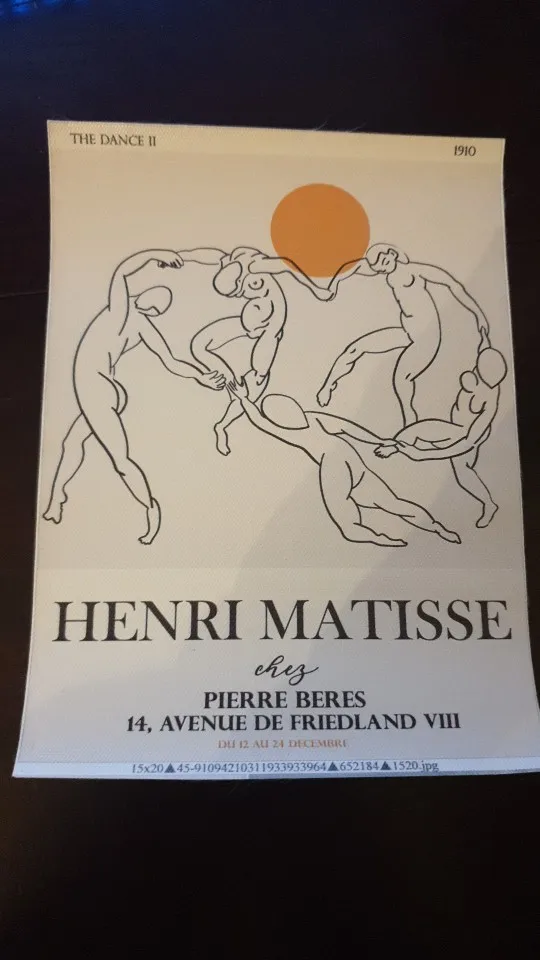 THE DANCE II
1910
HENRI MATISSE
chez
PIERRE BERES
14, AVENUE DE FRIEDLAND VIII
DU 12 AU 24 DECEMBRE
15x20▲45-91094210311933933964▲652184▲1520.jpg